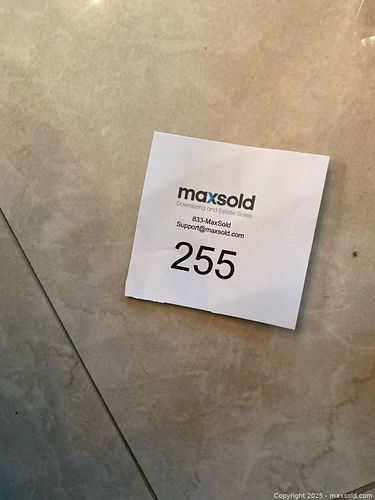 maxsold
Downsizing and Estate Sales
833-MaxSold
Support@maxsold.com
255
Copyright 2025 - maxsold.com